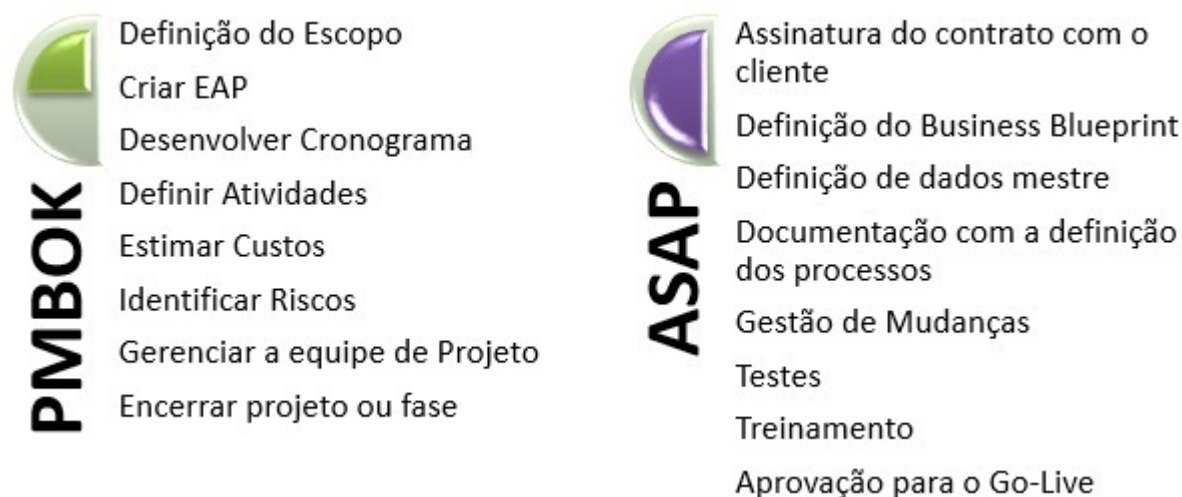 PMBOK
Definição do Escopo
Criar EAP
Desenvolver Cronograma
Definir Atividades
Estimar Custos
Identificar Riscos
Gerenciar a equipe de Projeto
Encerrar projeto ou fase
ASAP
Assinatura do contrato com o
cliente
Definição do Business Blueprint
Definição de dados mestre
Documentação com a definição
dos processos
Gestão de Mudanças
Testes
Treinamento
Aprovação para o Go-Live